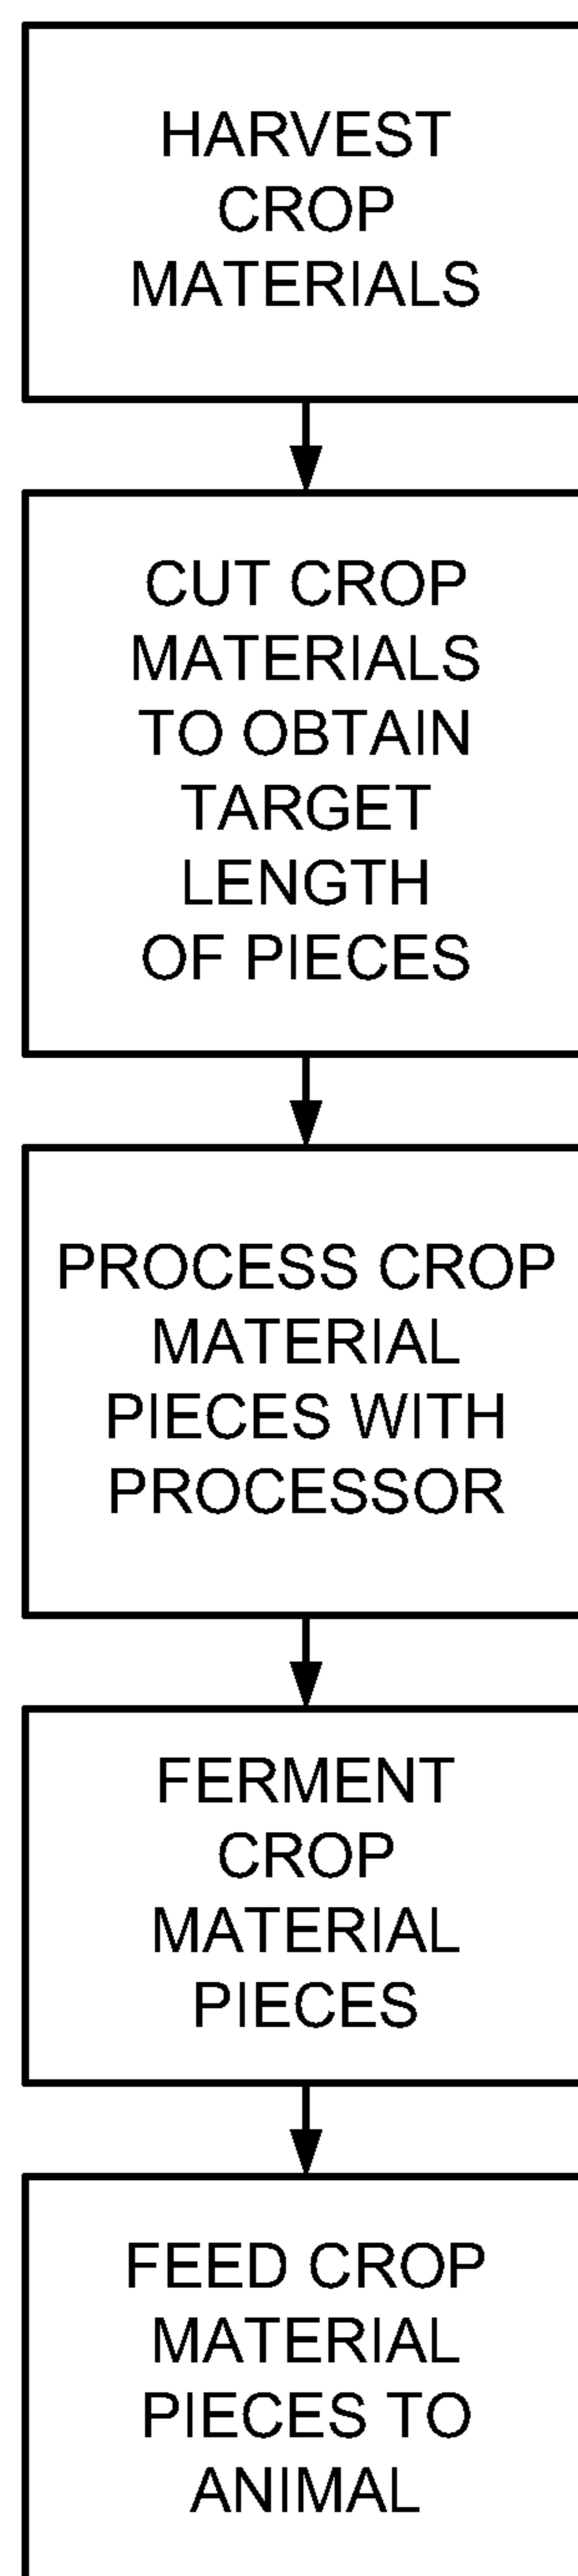 HARVEST
CROP
MATERIALS
CUT CROP
MATERIALS
TO OBTAIN
TARGET
LENGTH
OF PIECES
PROCESS CROP
MATERIAL
PIECES WITH
PROCESSOR
FERMENT
CROP
MATERIAL
PIECES
FEED CROP
MATERIAL
PIECES TO
ANIMAL